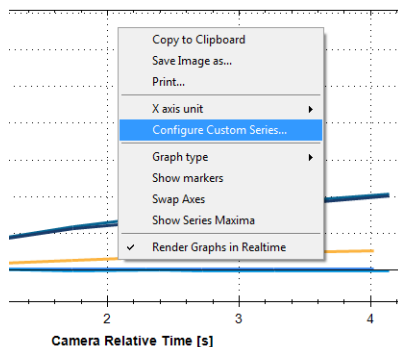 Copy to Clipboard
Save Image as...
Print...
X axis unit
Configure Custom Series...
Graph type
Show markers
Swap Axes
Show Series Maxima
Render Graphs in Realtime
2 3 4
Camera Relative Time [s]